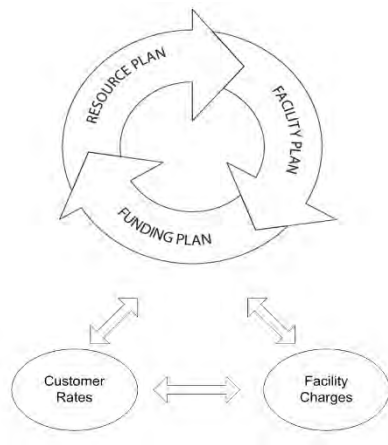 RESOURCE PLAN
FACILITY PLAN
FUNDING PLAN
Customer
Rates
Facility
Charges